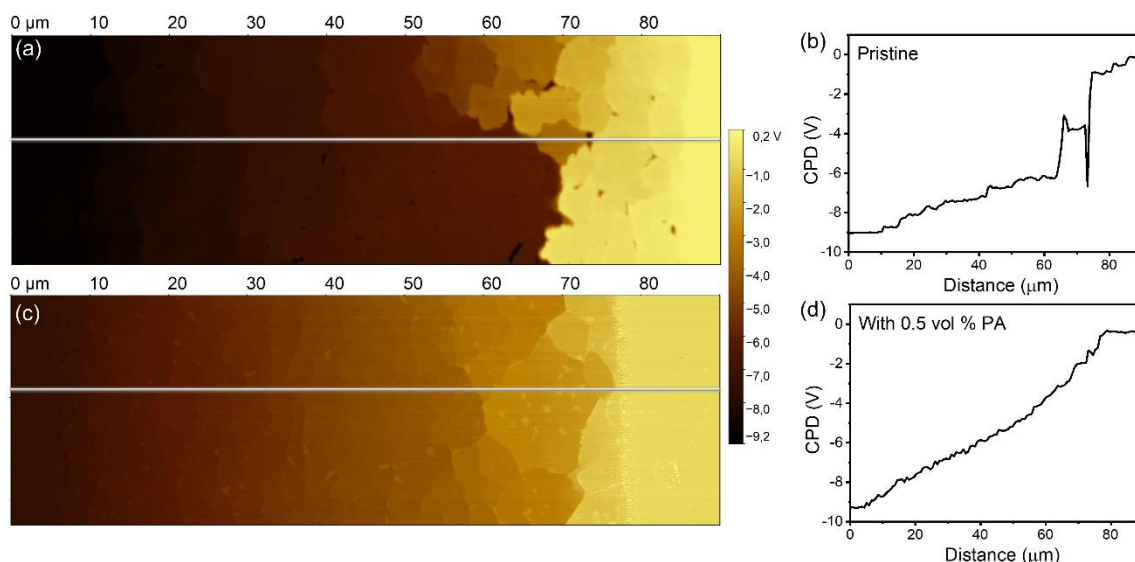 0 µm 10 20 30 40 50 60 70 80
(a)
0,2 V
−1,0
−2,0
−3,0
−4,0
−5,0
−6,0
−7,0
−8,0
−9,2
(b)
Pristine
CPD (V)
0
-2
-4
-6
-8
-10
0 20 40 60 80
Distance (µm)
0 µm 10 20 30 40 50 60 70 80
(c)
(d)
With 0.5 vol % PA
CPD (V)
0
-2
-4
-6
-8
-10
0 20 40 60 80
Distance (µm)